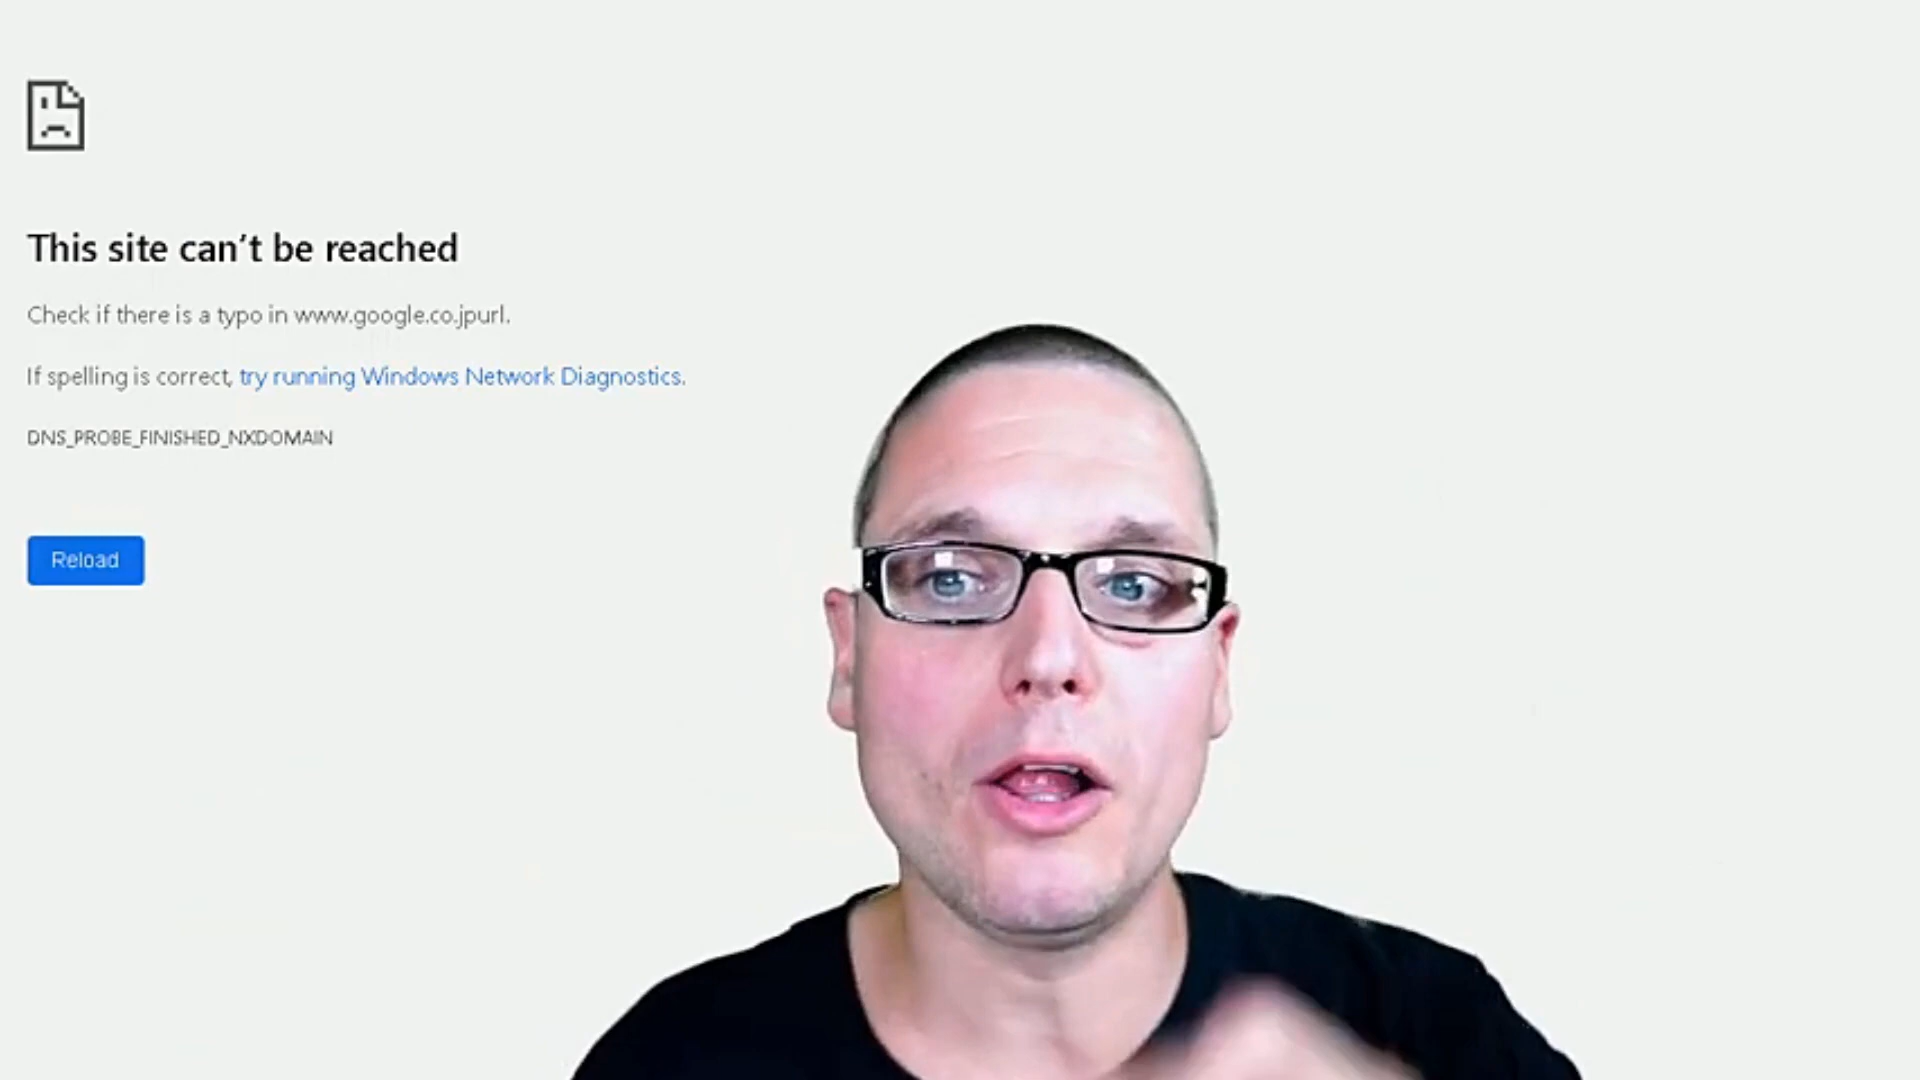 This site can’t be reached
Check if there is a typo in www.google.co.jpurl.
If spelling is correct, try running Windows Network Diagnostics.
DNS_PROBE_FINISHED_NXDOMAIN
Reload